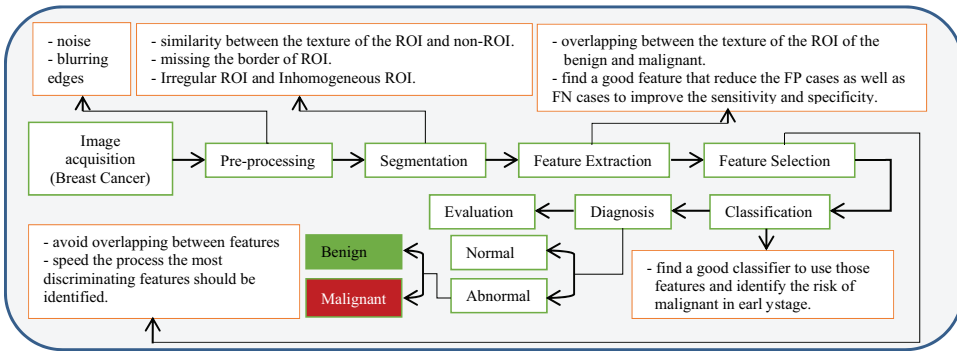 - noise
- blurring
edges
- similarity between the texture of the ROI and non-ROI.
- missing the border of ROI.
- Irregular ROI and Inhomogeneous ROI.
- overlapping between the texture of the ROI of the
benign and malignant.
- find a good feature that reduce the FP cases as well as
FN cases to improve the sensitivity and specificity.
Image
acquisition
(Breast Cancer)
Pre-processing
Segmentation
Feature Extraction
Feature Selection
Evaluation
Diagnosis
Classification
- avoid overlapping between features
- speed the process the most
discriminating features should be
identified.
Benign
Malignant
Normal
Abnormal
- find a good classifier to use those
features and identify the risk of
malignant in earl ystage.